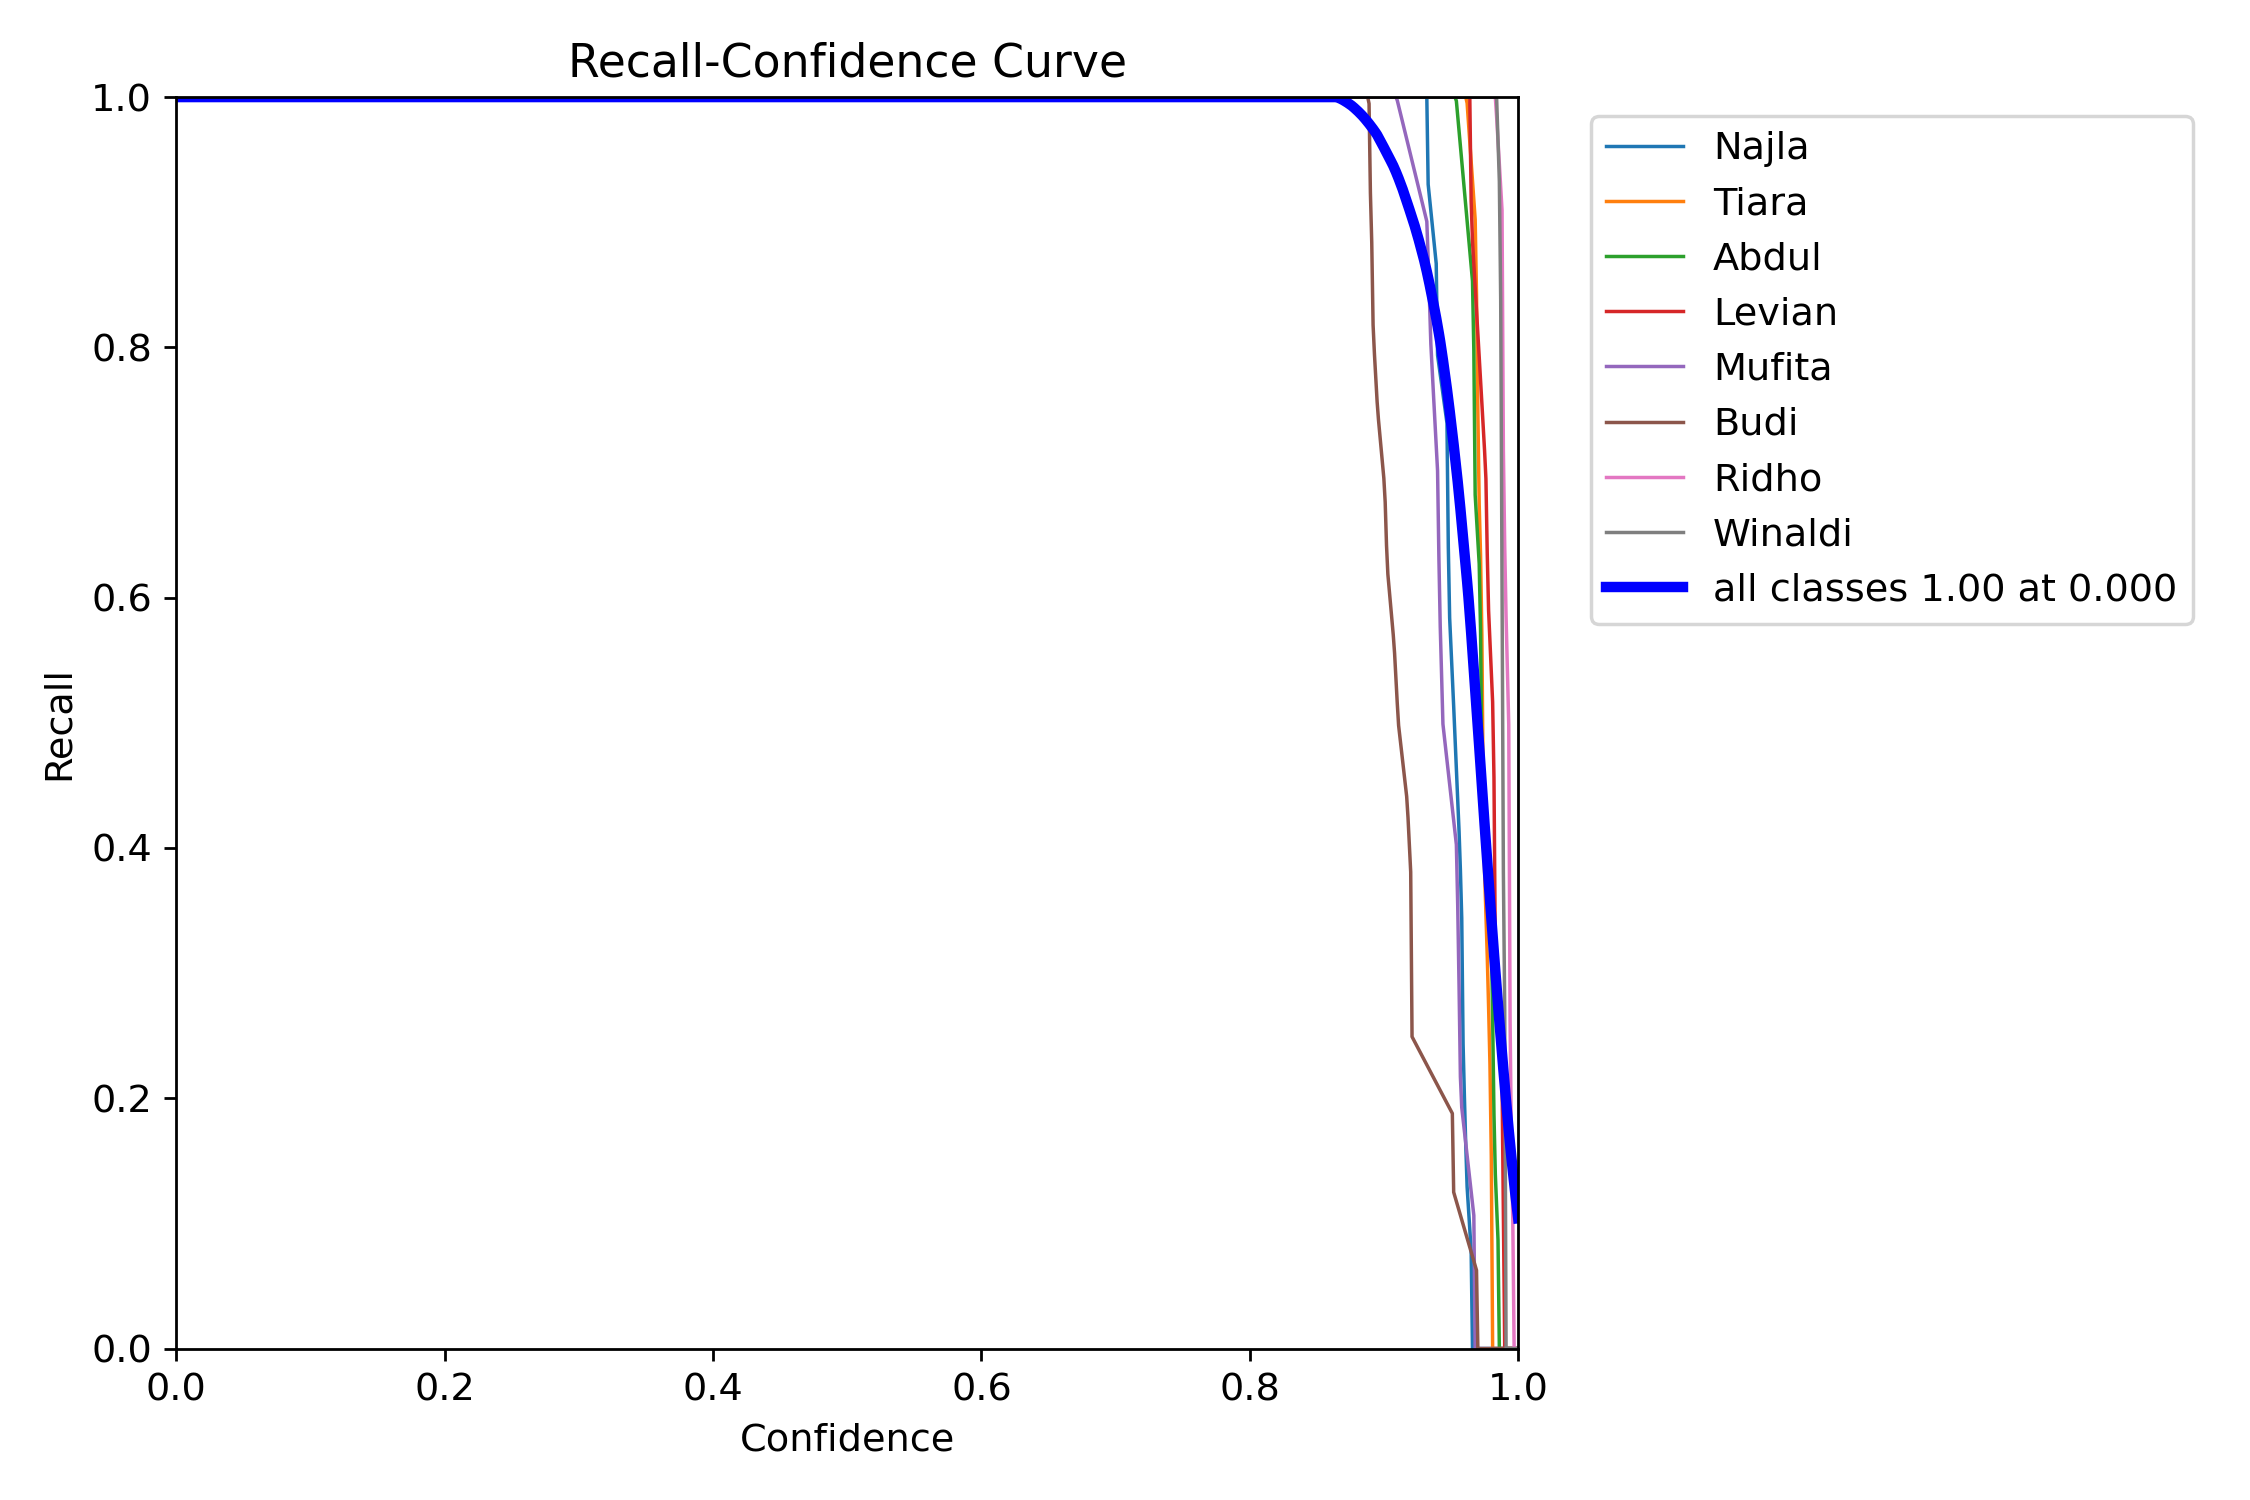 Recall-Confidence Curve
1.0
0.8
0.6
0.4
0.2
0.0
Recall
0.0 0.2 0.4 0.6 0.8 1.0
Confidence
Najla
Tiara
Abdul
Levian
Mufita
Budi
Ridho
Winaldi
all classes 1.00 at 0.000